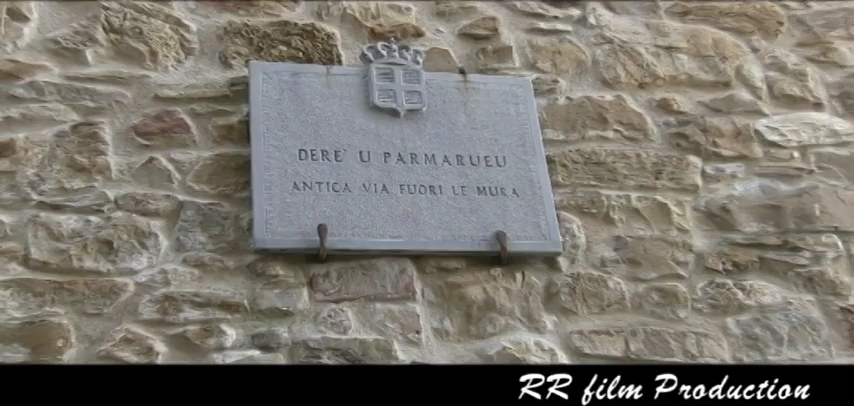 DERE' U PARMARUEU
ANTICA VIA FUORI LE MURA
RR film Production